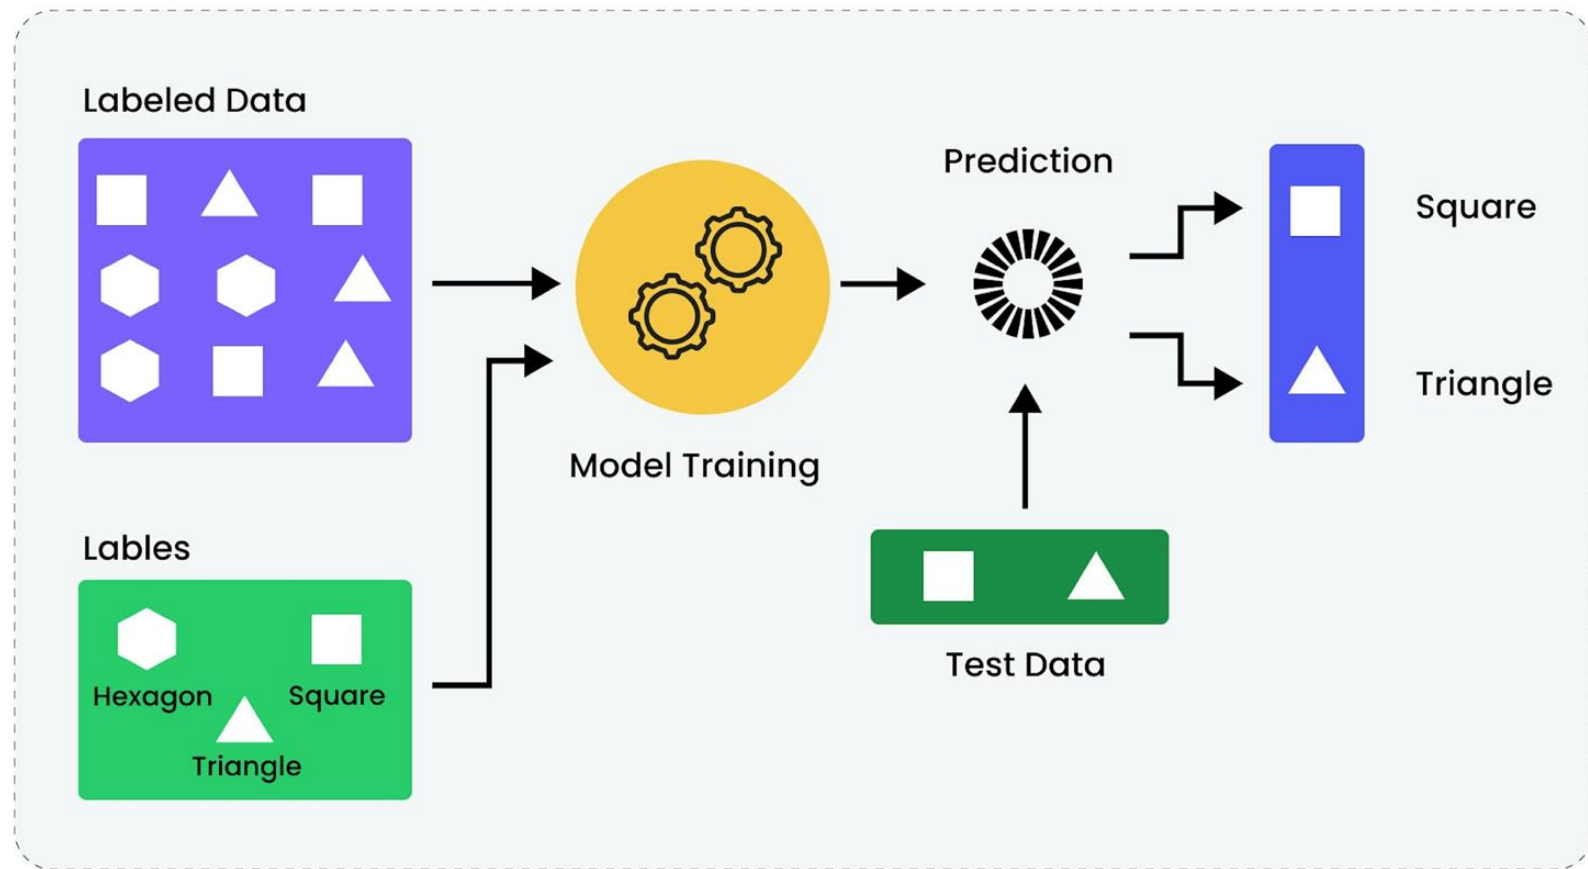 Labeled Data
Prediction
Square
Triangle
Model Training
Lables
Hexagon
Square
Triangle
Test Data